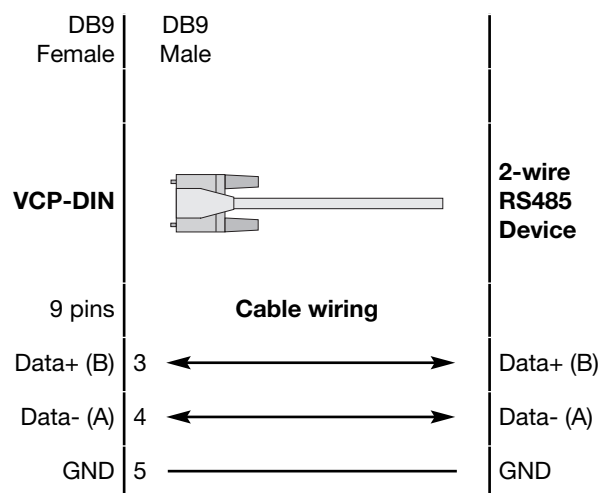 DB9 DB9
Female Male
VCP-DIN
2-wire
RS485
Device
9 pins Cable wiring
Data+ (B) 3 Data+ (B)
Data- (A) 4 Data- (A)
GND 5 GND